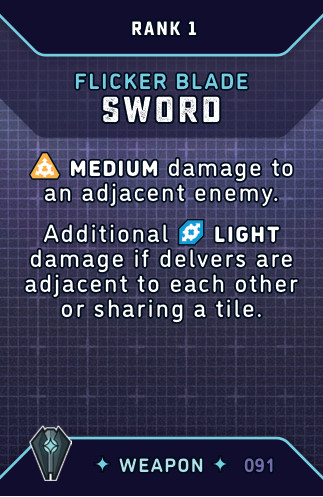 RANK 1
FLICKER BLADE
SWORD
MEDIUM damage to
an adjacent enemy.
Additional LIGHT
damage if delvers are
adjacent to each other
or sharing a tile.
WEAPON 091